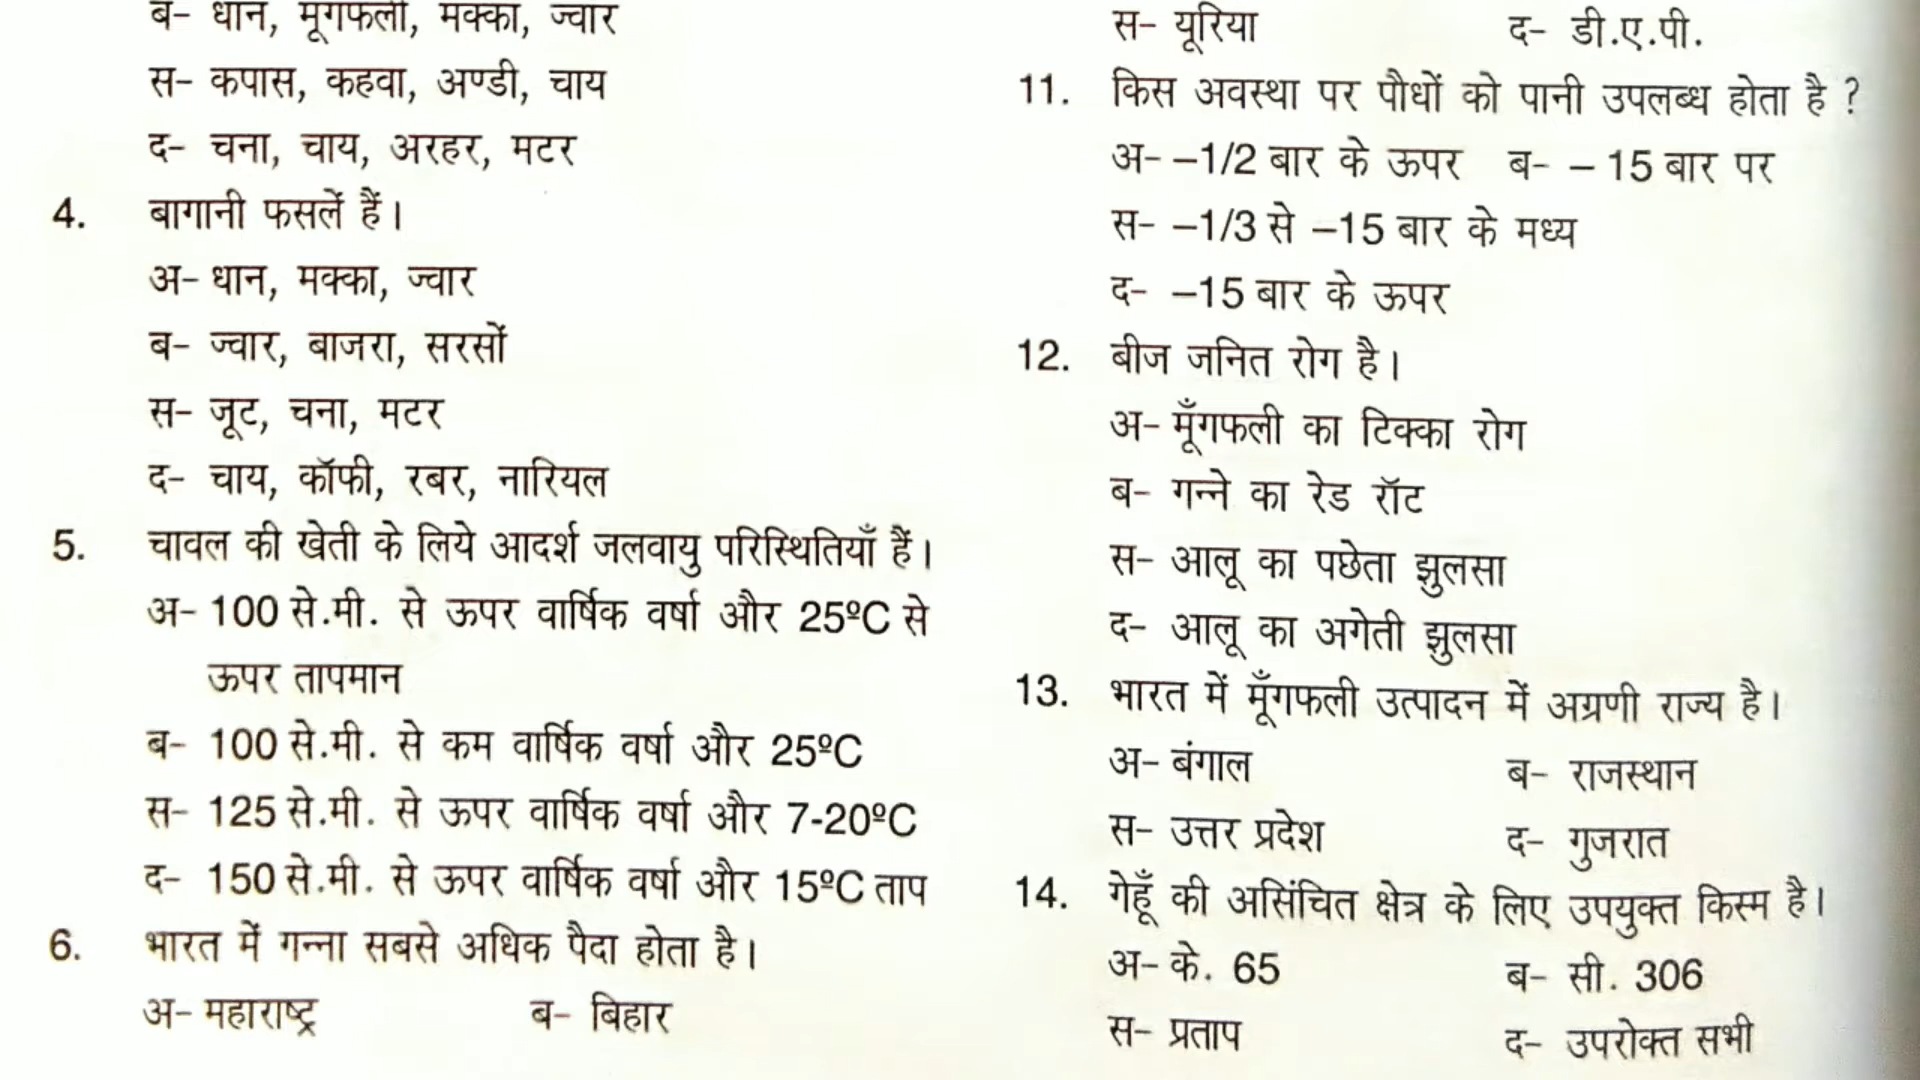 ब- धान, मूगफली, मक्का, ज्वार
स- कपास, कहवा, अण्डी, चाय
द- चना, चाय, अरहर, मटर
4. बागानी फसलें हैं।
अ- धान, मक्का, ज्वार
ब- ज्वार, बाजरा, सरसों
स- जूट, चना, मटर
द- चाय, कॉफी, रबर, नारियल
5. चावल की खेती के लिये आदर्श जलवायु परिस्थितियाँ हैं।
अ- 100 से.मी. से ऊपर वार्षिक वर्षा और 25ºC से
ऊपर तापमान
ब- 100 से.मी. से कम वार्षिक वर्षा और 25ºC
स- 125 से.मी. से ऊपर वार्षिक वर्षा और 7-20ºC
द- 150 से.मी. से ऊपर वार्षिक वर्षा और 15ºC ताप
6. भारत में गन्ना सबसे अधिक पैदा होता है।
अ- महाराष्ट्र ब- बिहार
स- यूरिया द- डी.ए.पी.
11. किस अवस्था पर पौधों को पानी उपलब्ध होता है ?
अ- –1/2 बार के ऊपर ब- – 15 बार पर
स- –1/3 से –15 बार के मध्य
द- –15 बार के ऊपर
12. बीज जनित रोग है।
अ- मूँगफली का टिक्का रोग
ब- गन्ने का रेड रॉट
स- आलू का पछेता झुलसा
द- आलू का अगेती झुलसा
13. भारत में मूँगफली उत्पादन में अग्रणी राज्य है।
अ- बंगाल ब- राजस्थान
स- उत्तर प्रदेश द- गुजरात
14. गेहूँ की असिंचित क्षेत्र के लिए उपयुक्त किस्म है।
अ- के. 65 ब- सी. 306
स- प्रताप द- उपरोक्त सभी